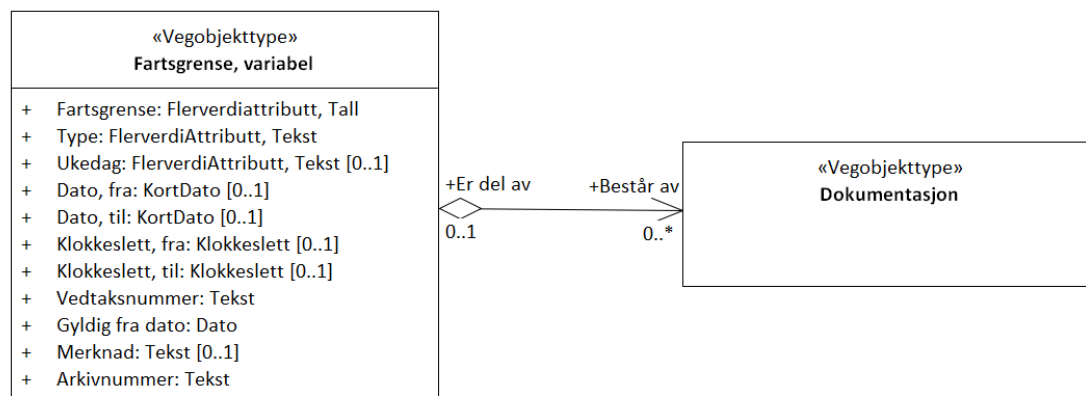 «Vegobjekttype»
Fartsgrense, variabel
+ Fartsgrense: Flerverdiattributt, Tall
+ Type: FlerverdiAttributt, Tekst
+ Ukedag: FlerverdiAttributt, Tekst [0..1]
+ Dato, fra: KortDato [0..1]
+ Dato, til: KortDato [0..1]
+ Klokkeslett, fra: Klokkeslett [0..1]
+ Klokkeslett, til: Klokkeslett [0..1]
+ Vedtaksnummer: Tekst
+ Gyldig fra dato: Dato
+ Merknad: Tekst [0..1]
+ Arkivnummer: Tekst
+Er del av
0..1
+Består av
0..*
«Vegobjekttype»
Dokumentasjon